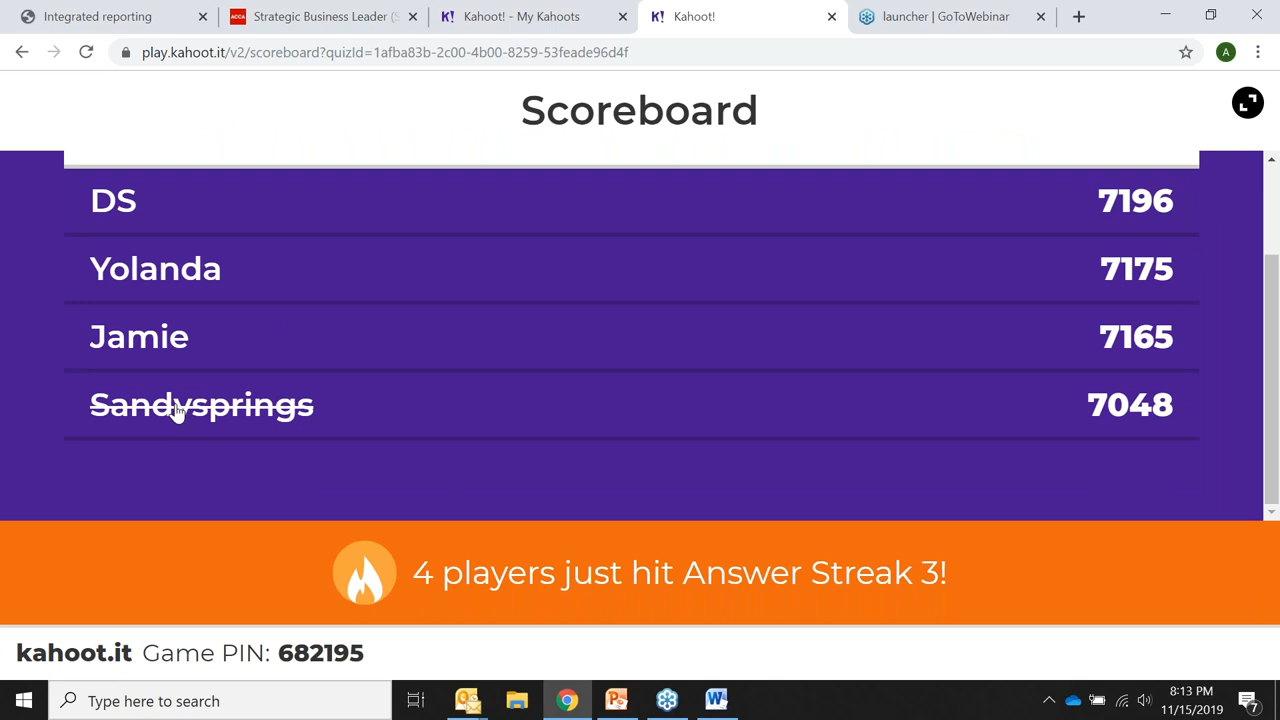 Integrated reporting
ACCA Strategic Business Leader (S
K! Kahoot! - My Kahoots
K! Kahoot!
launcher | GoToWebinar
play.kahoot.it/v2/scoreboard?quizId=1afba83b-2c00-4b00-8259-53feade96d4f
A
Scoreboard
DS 7196
Yolanda 7175
Jamie 7165
Sandysprings 7048
4 players just hit Answer Streak 3!
kahoot.it Game PIN: 682195
Type here to search
8:13 PM
11/15/2019
7